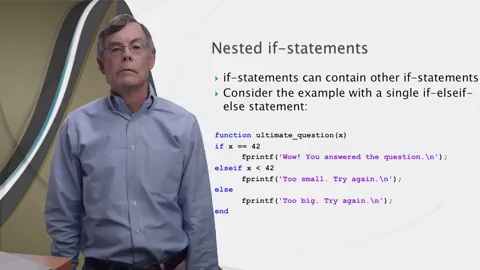 Nested if-statements
if-statements can contain other if-statements
Consider the example with a single if-elseif-
else statement:
function ultimate_question(x)
if x == 42
fprintf('Wow! You answered the question.\n');
elseif x < 42
fprintf('Too small. Try again.\n');
else
fprintf('Too big. Try again.\n');
end